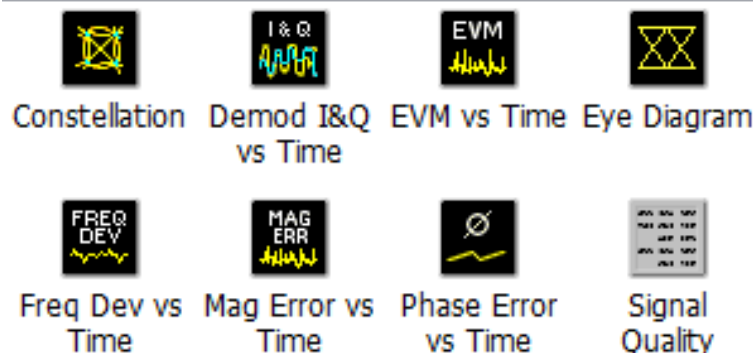 I & Q
EVM
Constellation
Demod I&Q
vs Time
EVM vs Time
Eye Diagram
FREQ
DEV
MAG
ERR
Ø
Freq Dev vs
Time
Mag Error vs
Time
Phase Error
vs Time
Signal
Quality